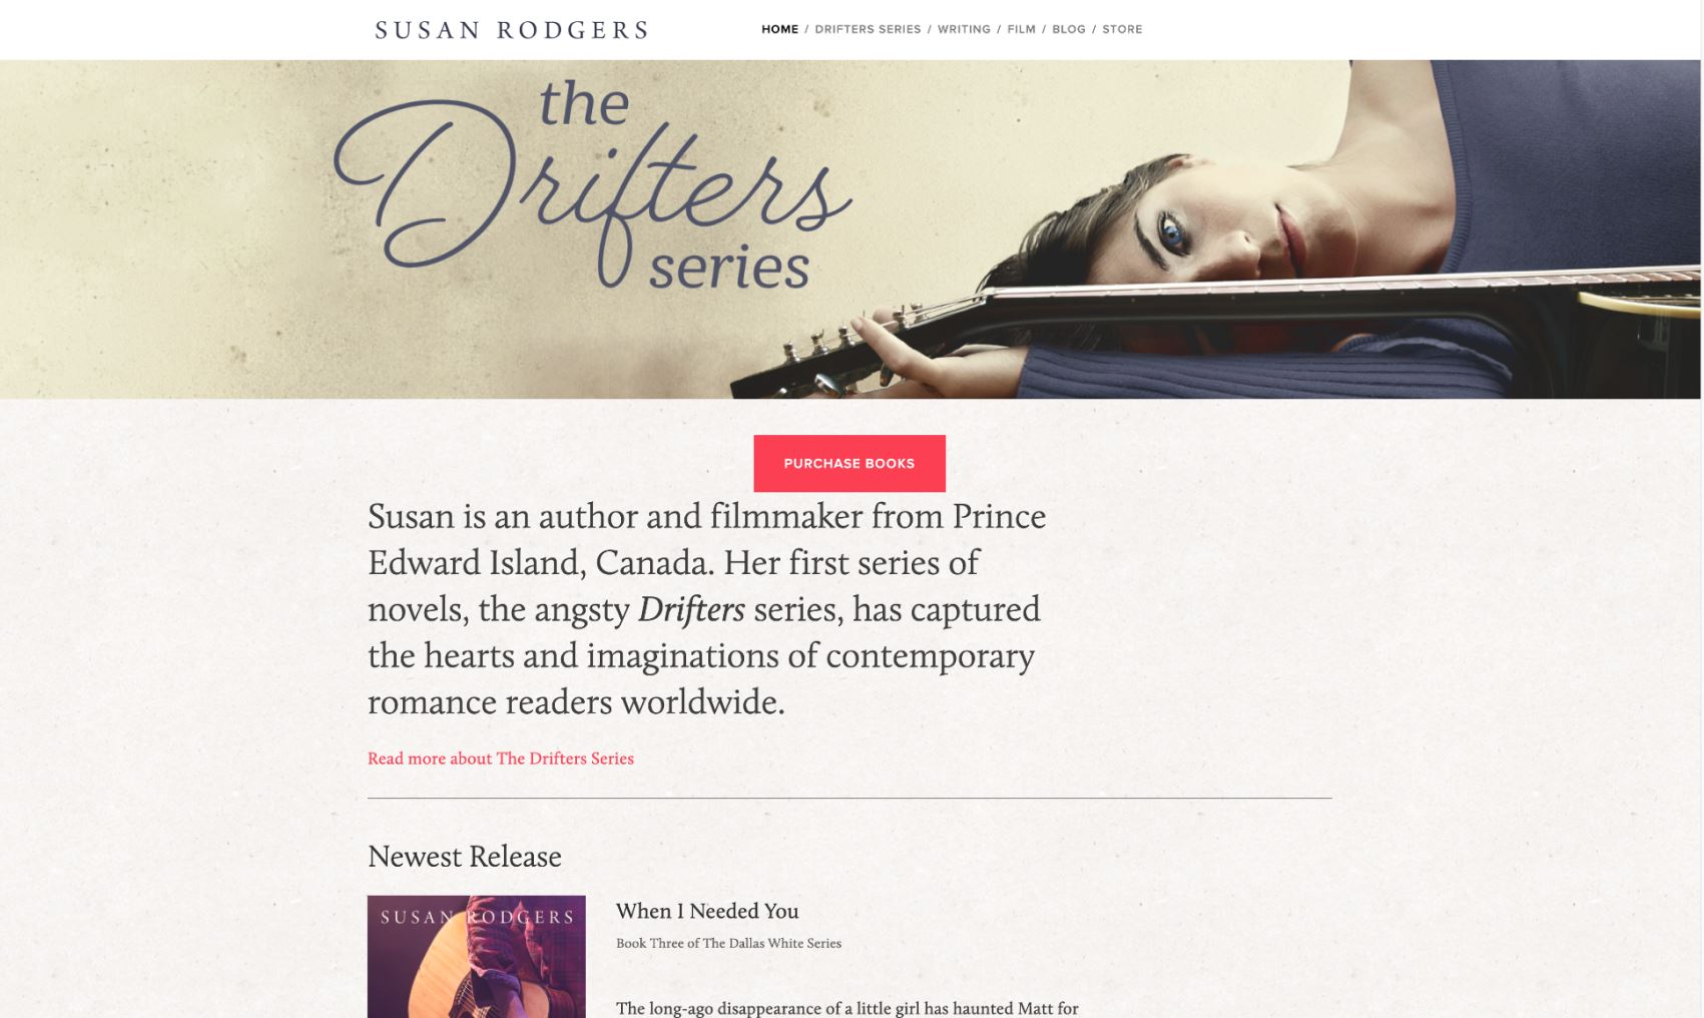 SUSAN RODGERS
HOME / DRIFTERS SERIES / WRITING / FILM / BLOG / STORE
the
Drifters
series
PURCHASE BOOKS
Susan is an author and filmmaker from Prince
Edward Island, Canada. Her first series of
novels, the angsty Drifters series, has captured
the hearts and imaginations of contemporary
romance readers worldwide.
Read more about The Drifters Series
Newest Release
SUSAN RODGERS
When I Needed You
Book Three of The Dallas White Series
The long-ago disappearance of a little girl has haunted Matt for